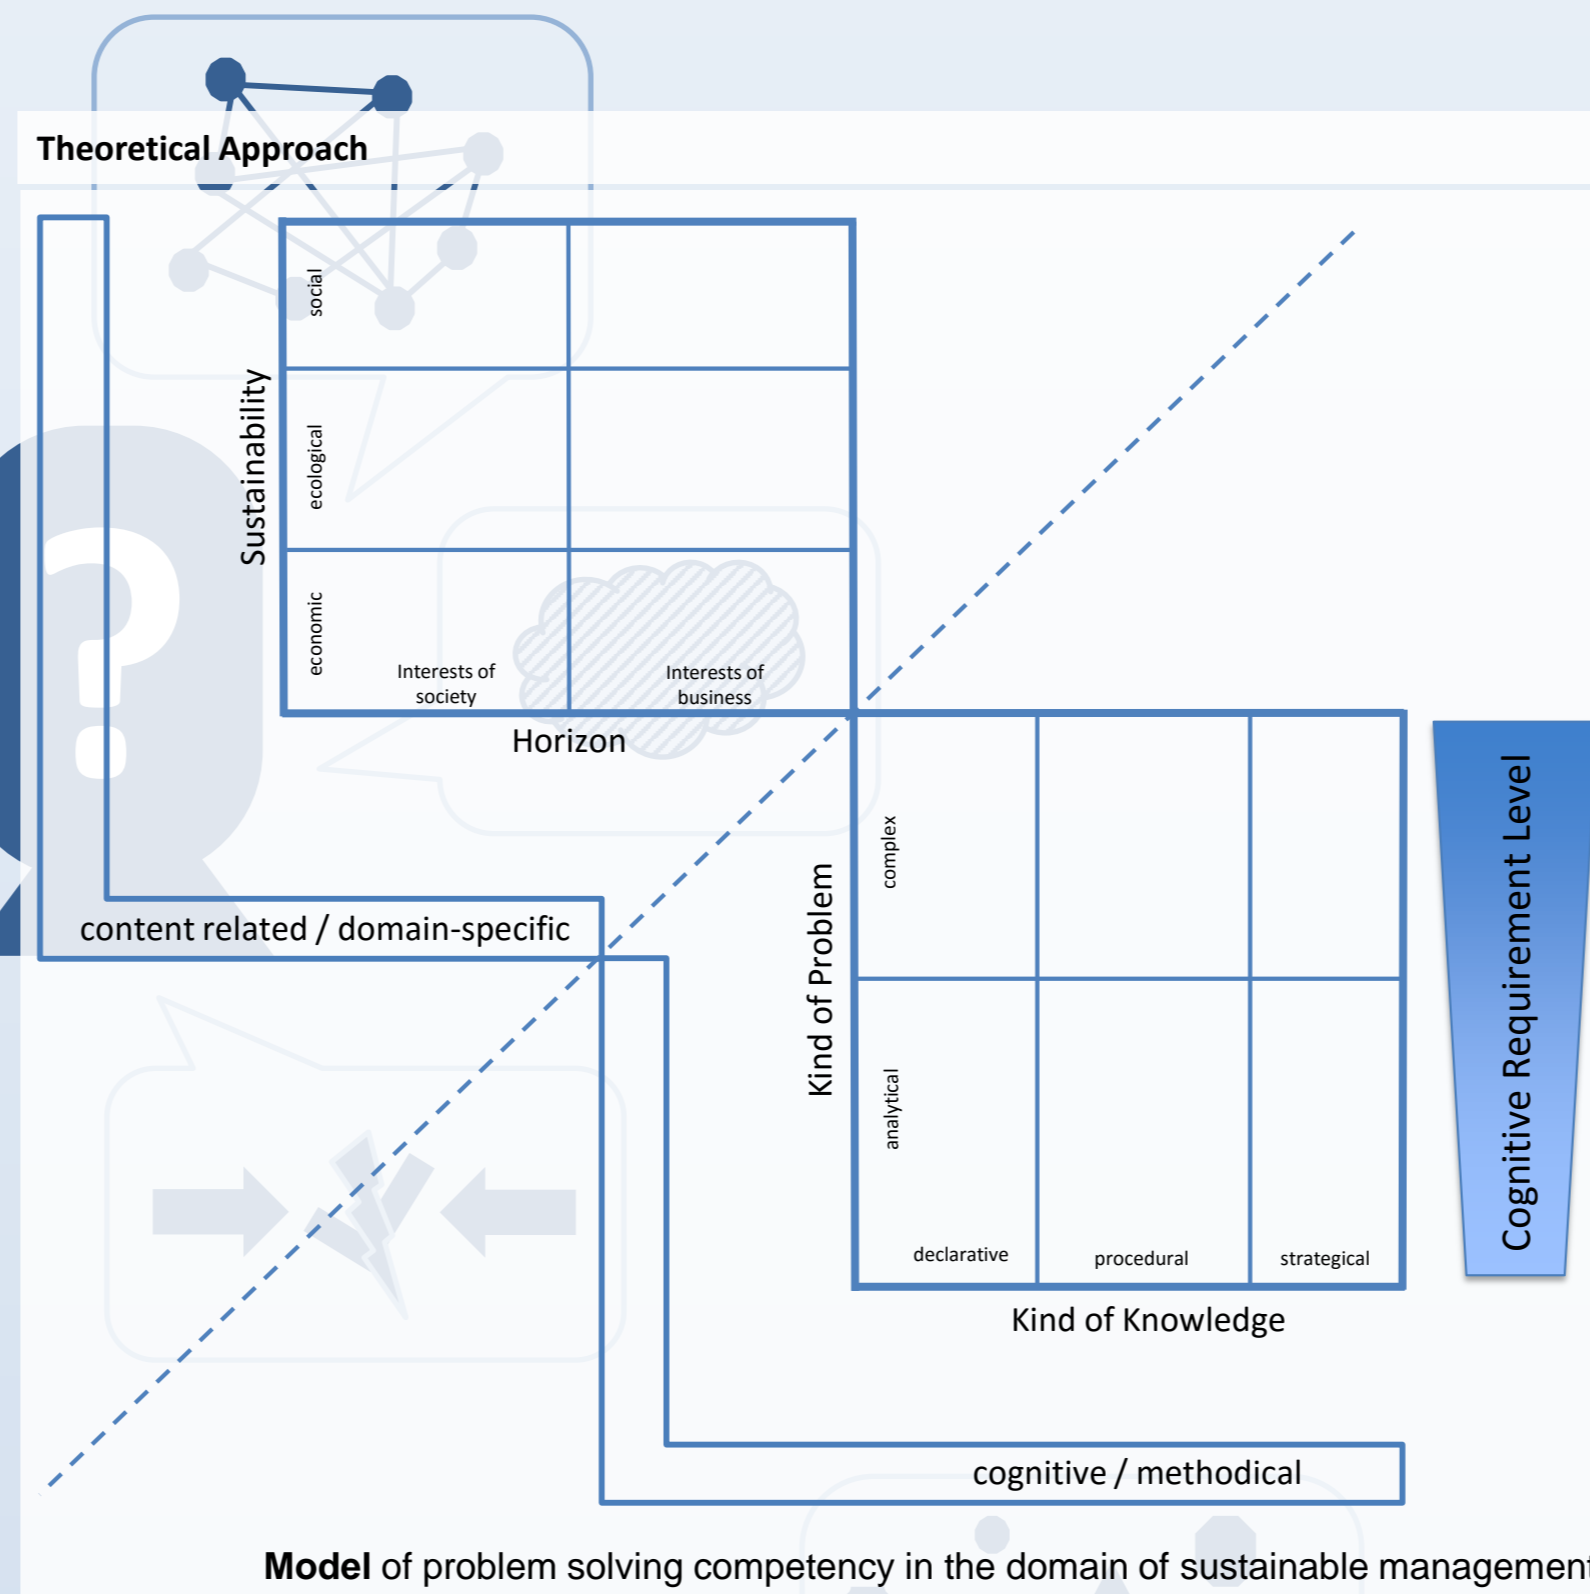 Theoretical Approach
social
ecological
economic
Sustainability
Interests of
society
Interests of
business
Horizon
content related / domain-specific
complex
analytical
Kind of Problem
declarative
procedural
strategical
Kind of Knowledge
Cognitive Requirement Level
cognitive / methodical
Model of problem solving competency in the domain of sustainable management
?